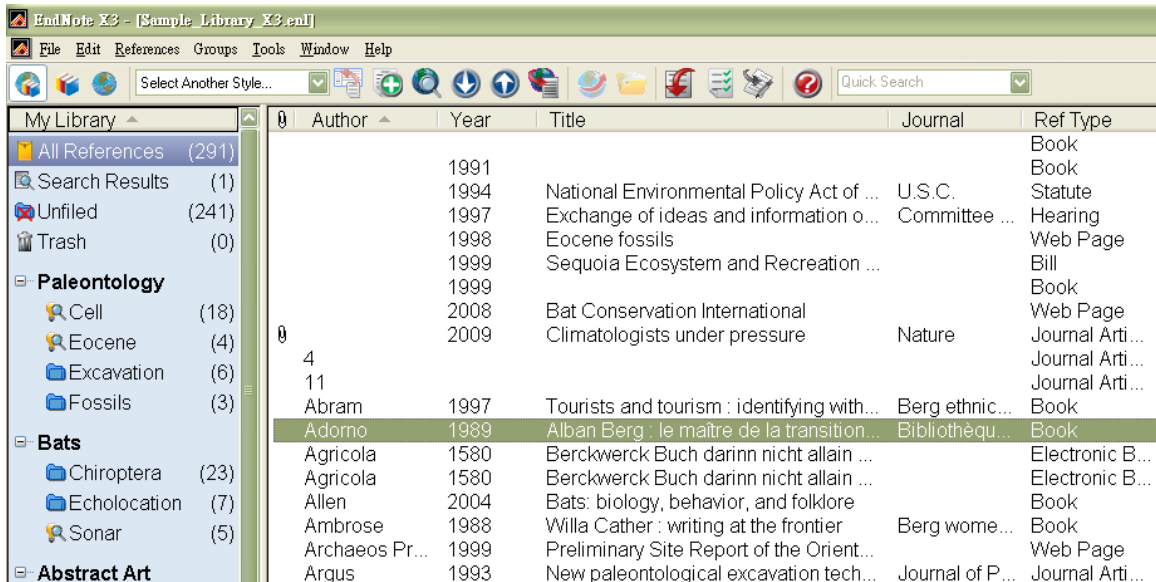 EndNote X3 - [Sample_Library_X3.enl]
File Edit References Groups Tools Window Help
Select Another Style... Quick Search
My Library Author Year Title Journal Ref Type
All References (291)
Search Results (1)
Unfiled (241)
Trash (0)
Paleontology
Cell (18)
Eocene (4)
Excavation (6)
Fossils (3)
Bats
Chiroptera (23)
Echolocation (7)
Sonar (5)
Abstract Art
Book
1991 Book
1994 National Environmental Policy Act of ... U.S.C. Statute
1997 Exchange of ideas and information o... Committee ... Hearing
1998 Eocene fossils Web Page
1999 Sequoia Ecosystem and Recreation ... Bill
1999 Book
2008 Bat Conservation International Web Page
2009 Climatologists under pressure Nature Journal Arti...
4 Journal Arti...
11 Journal Arti...
Abram 1997 Tourists and tourism : identifying with... Berg ethnic... Book
Adorno 1989 Alban Berg : le maître de la transition... Bibliothèqu... Book
Agricola 1580 Berckwerck Buch darinn nicht allain ... Electronic B...
Agricola 1580 Berckwerck Buch darinn nicht allain ... Electronic B...
Allen 2004 Bats: biology, behavior, and folklore Book
Ambrose 1988 Willa Cather : writing at the frontier Berg wome... Book
Archaeos Pr... 1999 Preliminary Site Report of the Orient... Web Page
Argus 1993 New paleontological excavation tech... Journal of P... Journal Arti...